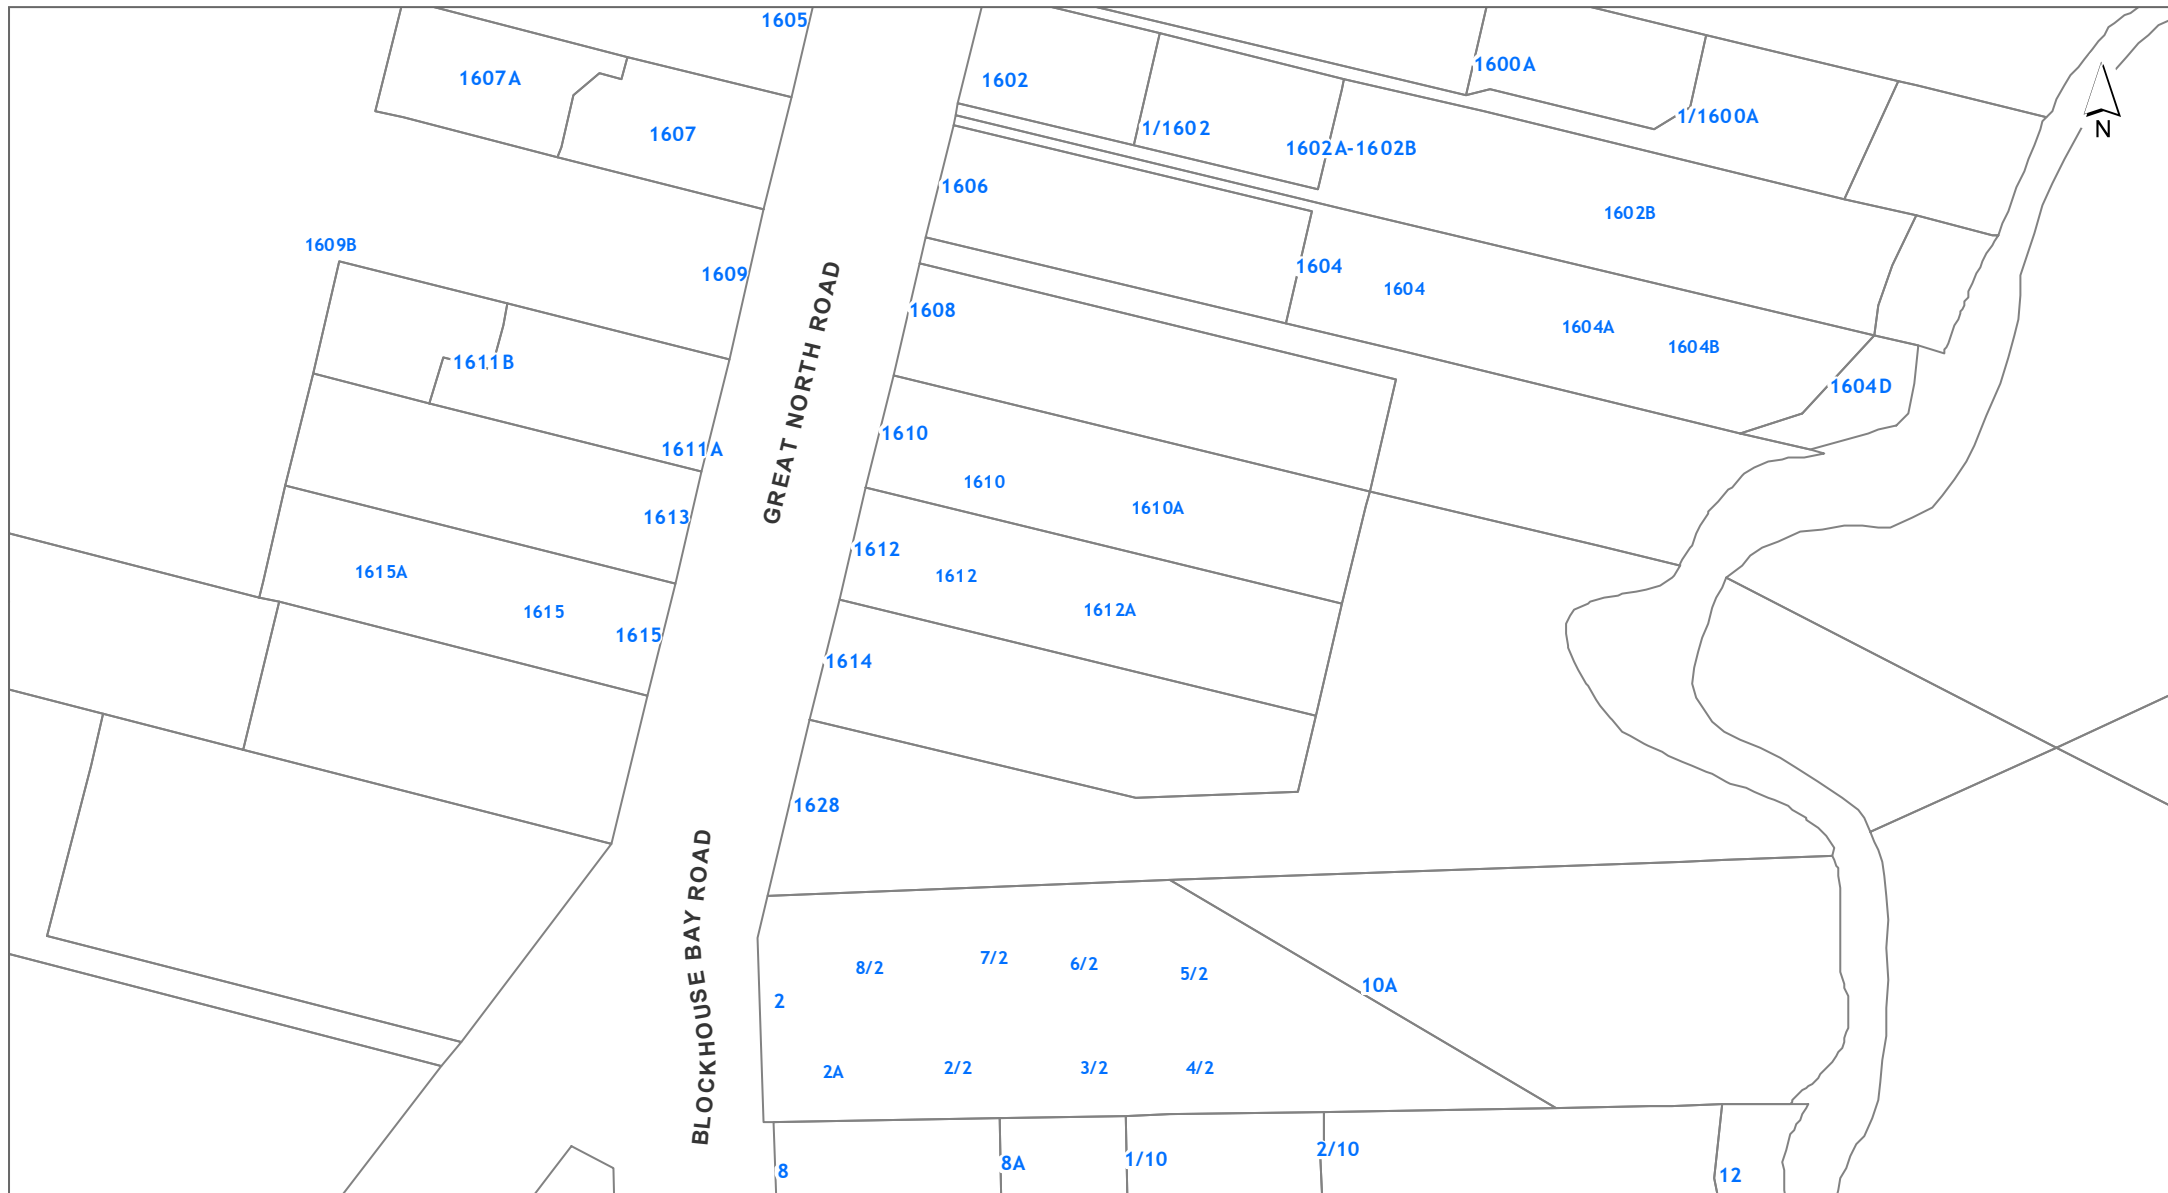 1605
1607A
1602
1600A
1/1600A
1607
1/1602
1602A-1602B
1606
1602B
1609B
1609
1604
1604
1608
1604A
1604B
1611B
1604D
GREAT NORTH ROAD
1611A
1610
1610
1610A
1613
1612
1615A
1612
1612A
1615
1615
1614
1628
BLOCKHOUSE BAY ROAD
8/2
7/2
6/2
5/2
10A
2
2A
2/2
3/2
4/2
8
8A
1/10
2/10
12
N